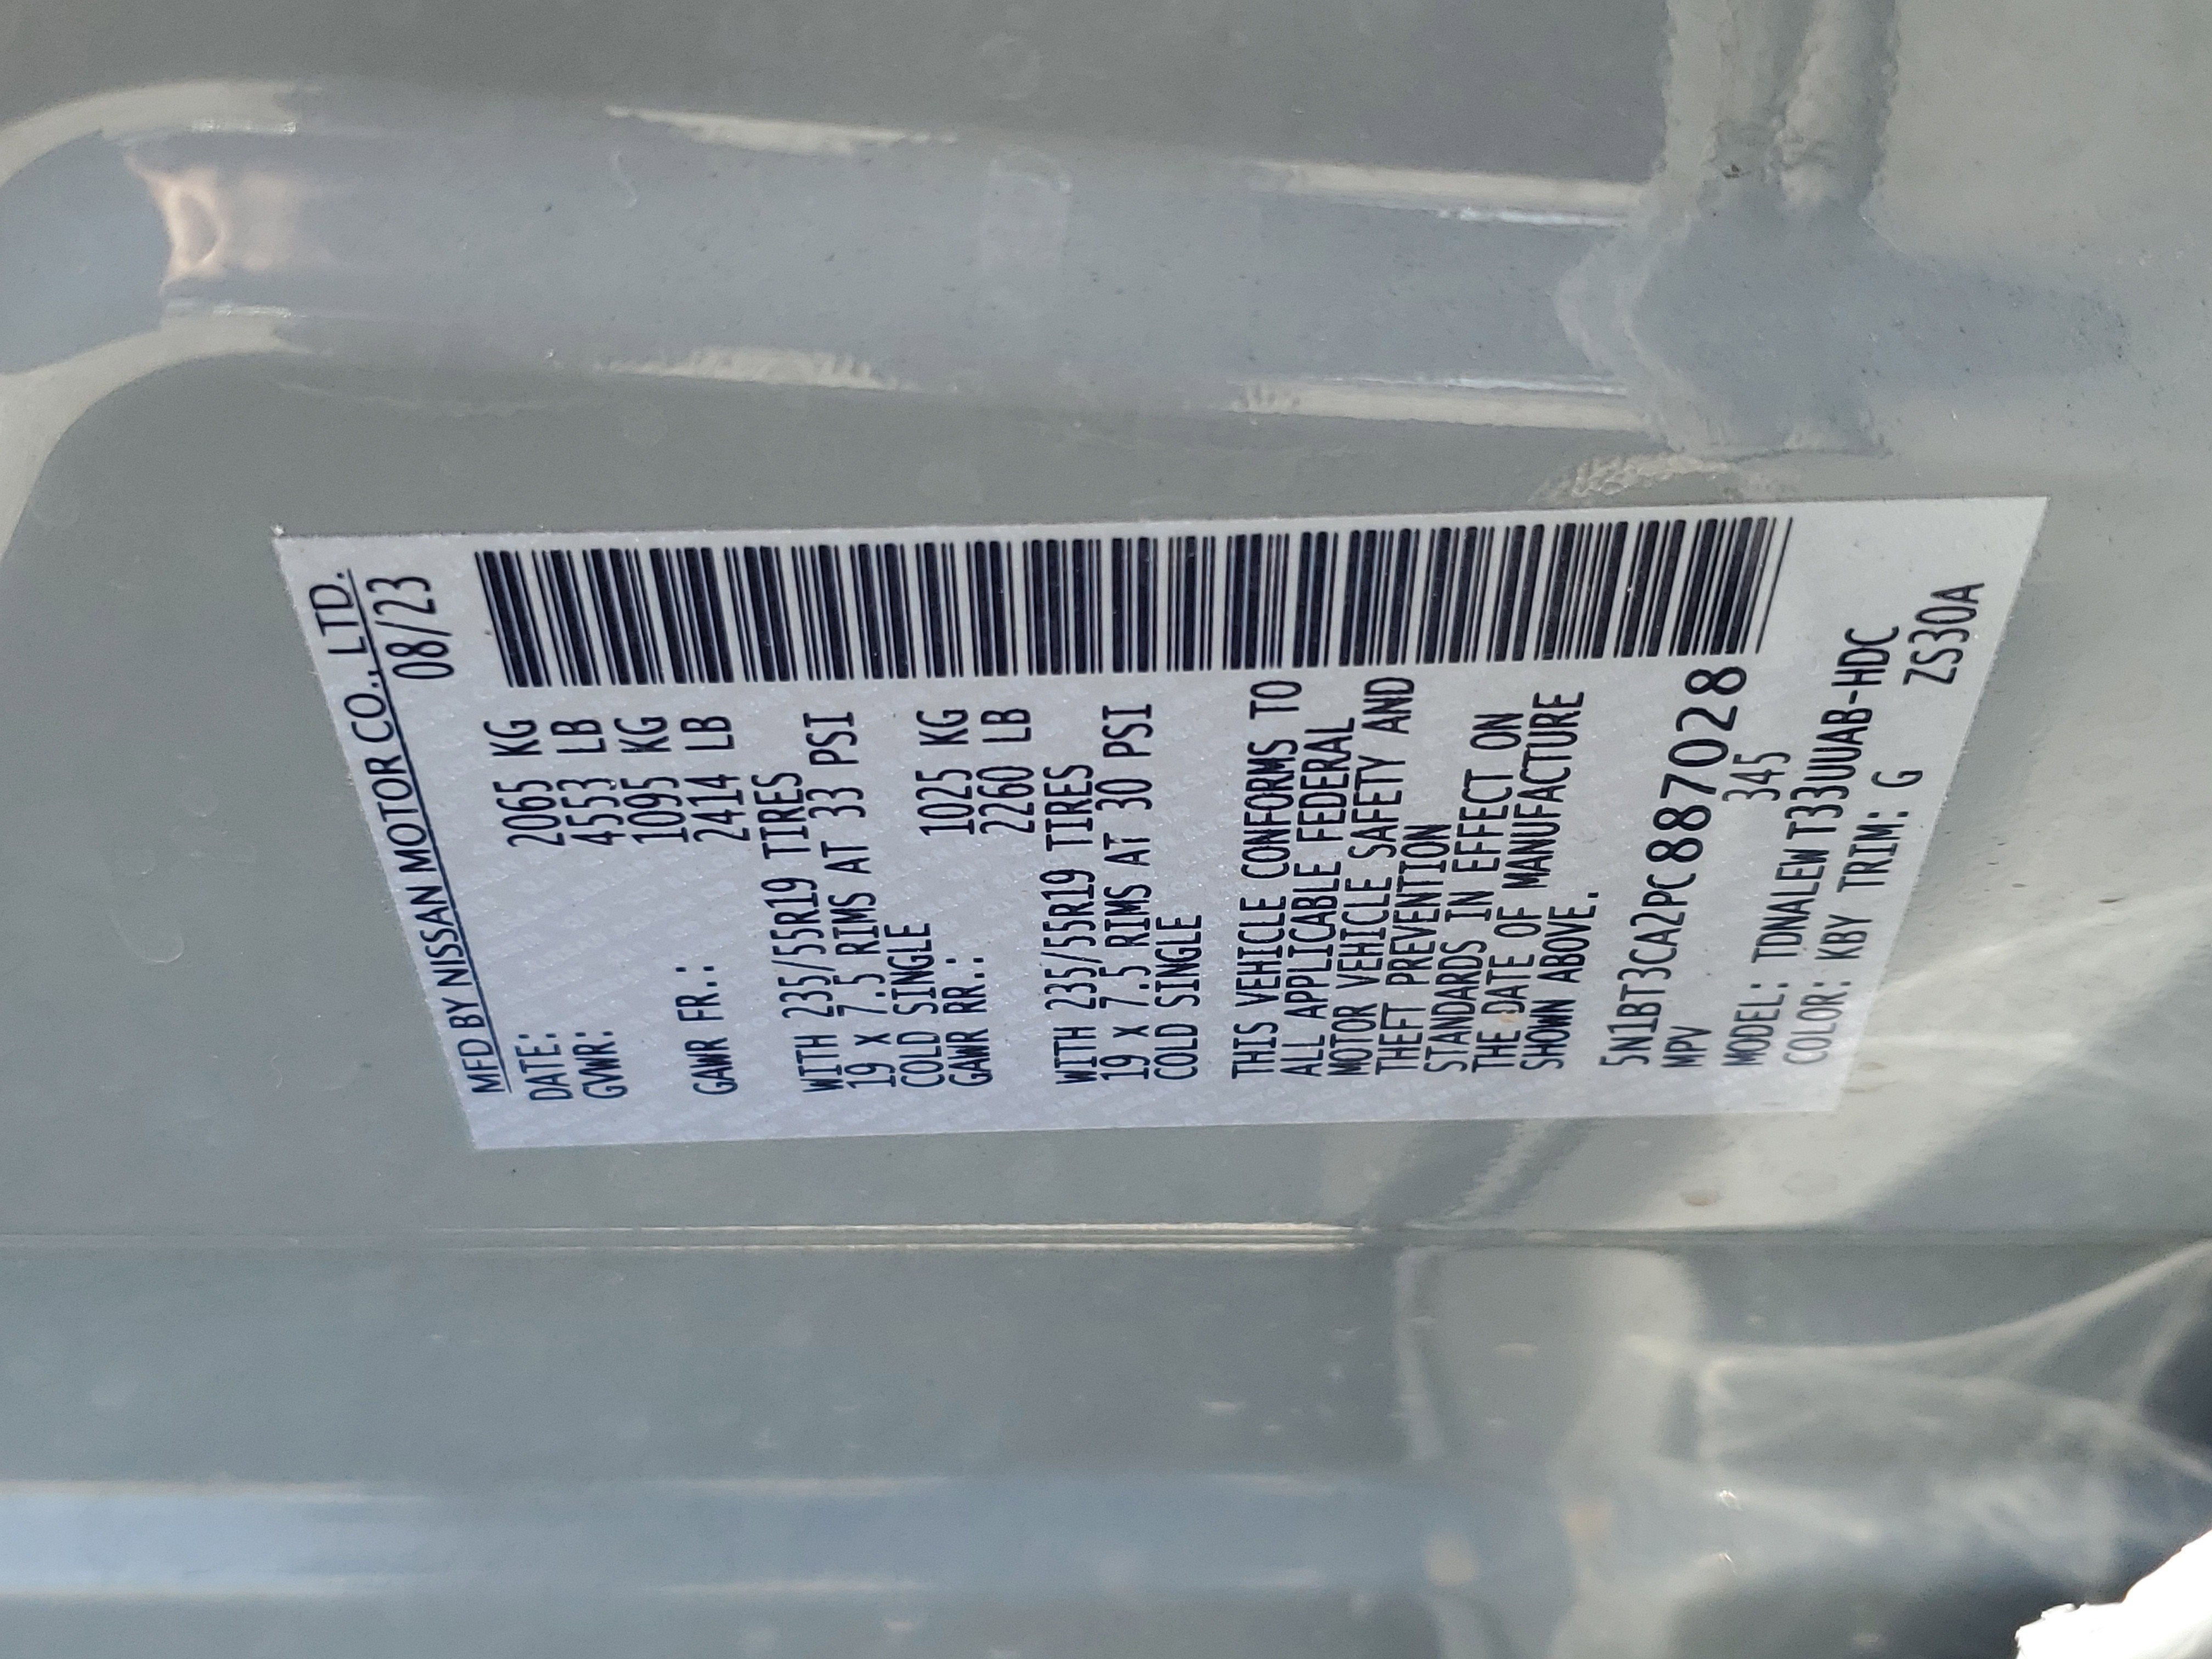 MFD BY NISSAN MOTOR CO., LTD.
DATE: 08/23
GVWR: 2065 KG
4553 LB
GAWR FR.: 1095 KG
2414 LB
WITH 235/55R19 TIRES
19 X 7.5 RIMS AT 33 PSI
COLD SINGLE
GAWR RR.: 1025 KG
2260 LB
WITH 235/55R19 TIRES
19 X 7.5 RIMS AT 30 PSI
COLD SINGLE
THIS VEHICLE CONFORMS TO
ALL APPLICABLE FEDERAL
MOTOR VEHICLE SAFETY AND
THEFT PREVENTION
STANDARDS IN EFFECT ON
THE DATE OF MANUFACTURE
SHOWN ABOVE.
5N1BT3CA2PC887028
MPV 345
MODEL: TDNALEW T33UUAB-HDC
COLOR: KBY TRIM: G ZS30A